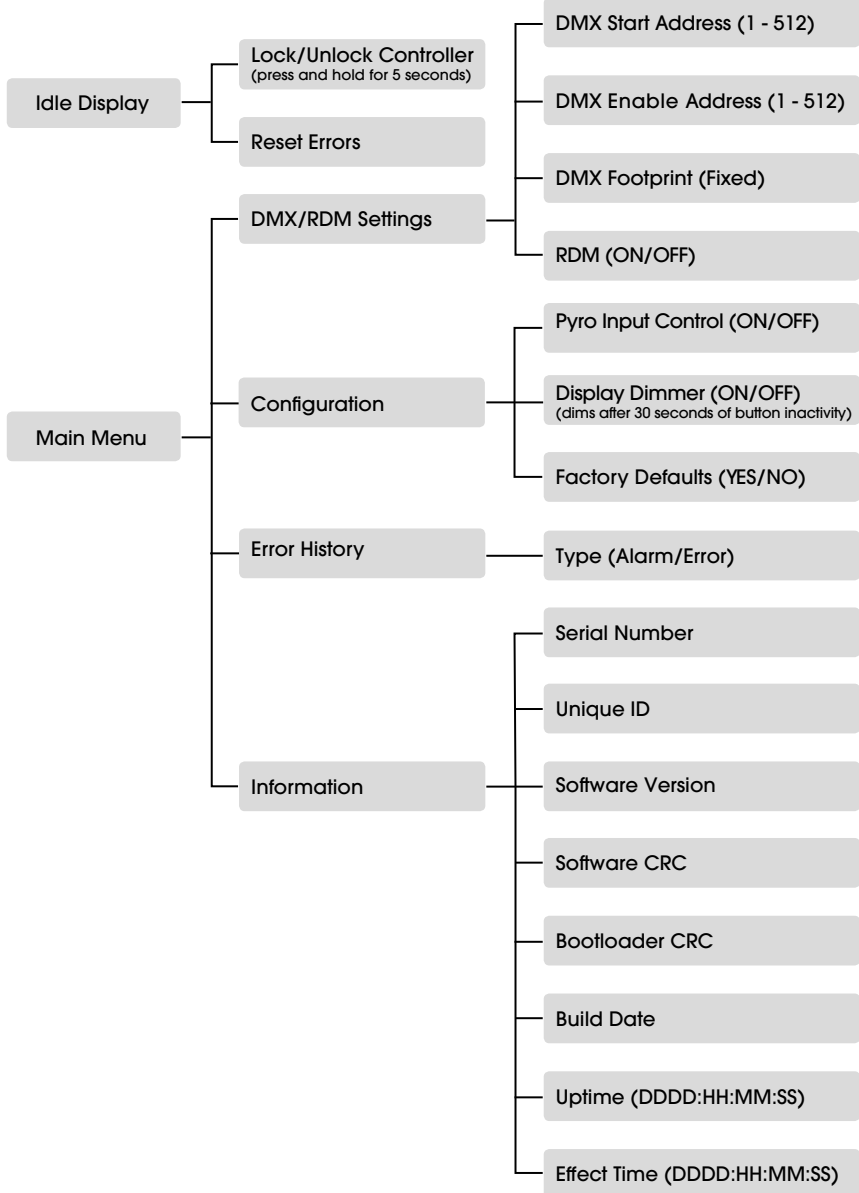 Idle Display
Lock/Unlock Controller
(press and hold for 5 seconds)
Reset Errors
Main Menu
DMX/RDM Settings
DMX Start Address (1 - 512)
DMX Enable Address (1 - 512)
DMX Footprint (Fixed)
RDM (ON/OFF)
Configuration
Pyro Input Control (ON/OFF)
Display Dimmer (ON/OFF)
(dims after 30 seconds of button inactivity)
Factory Defaults (YES/NO)
Error History
Type (Alarm/Error)
Information
Serial Number
Unique ID
Software Version
Software CRC
Bootloader CRC
Build Date
Uptime (DDDD:HH:MM:SS)
Effect Time (DDDD:HH:MM:SS)